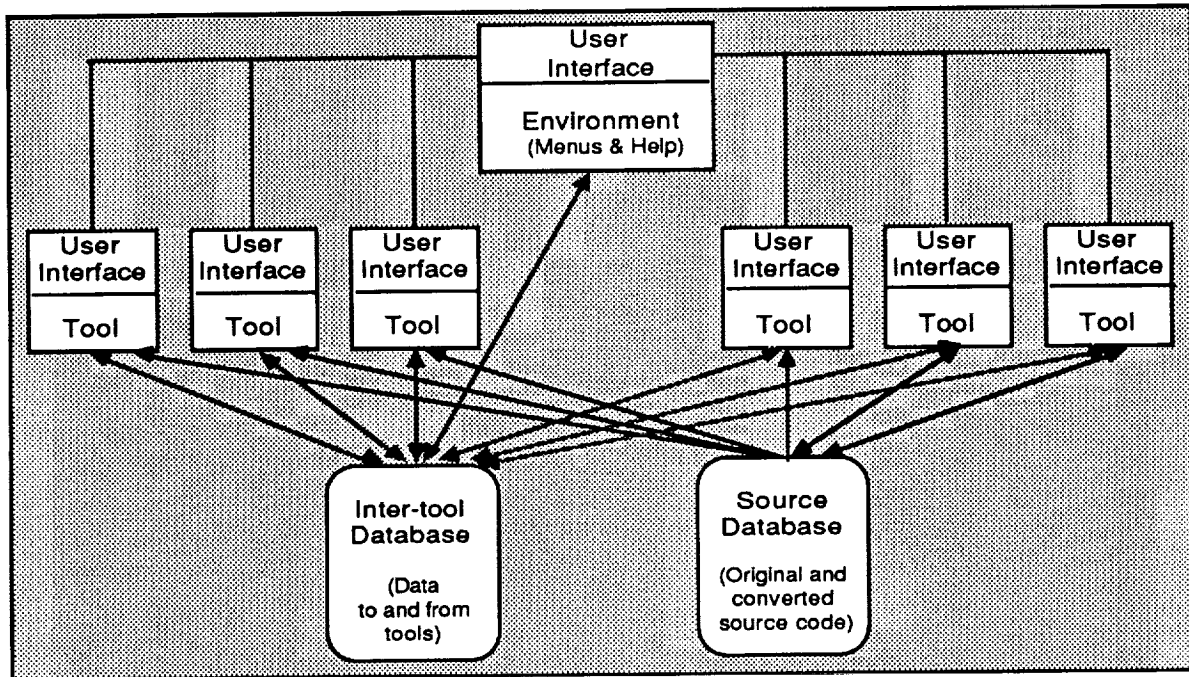 User
Interface
Environment
(Menus & Help)
User
Interface
Tool
User
Interface
Tool
User
Interface
Tool
User
Interface
Tool
User
Interface
Tool
User
Interface
Tool
Inter-tool
Database
(Data
to and from
tools)
Source
Database
(Original and
converted
source code)